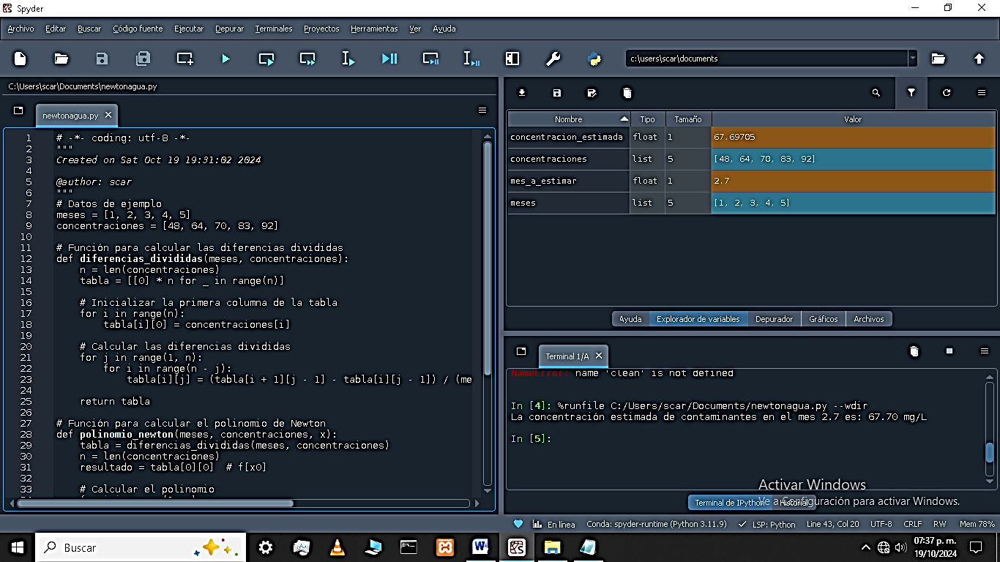 Spyder
Archivo Editar Buscar Código fuente Ejecutar Depurar Terminales Proyectos Herramientas Ver Ayuda
c:\users\scar\documents
C:\Users\scar\Documents\newtonagua.py
newtonagua.py
1 # -*- coding: utf-8 -*-
2 """
3 Created on Sat Oct 19 19:31:02 2024
4
5 @author: scar
6 """
7 # Datos de ejemplo
8 meses = [1, 2, 3, 4, 5]
9 concentraciones = [48, 64, 70, 83, 92]
10
11 # Función para calcular las diferencias divididas
12 def diferencias_divididas(meses, concentraciones):
13     n = len(concentraciones)
14     tabla = [[0] * n for _ in range(n)]
15
16     # Inicializar la primera columna de la tabla
17     for i in range(n):
18         tabla[i][0] = concentraciones[i]
19
20     # Calcular las diferencias divididas
21     for j in range(1, n):
22         for i in range(n - j):
23             tabla[i][j] = (tabla[i + 1][j - 1] - tabla[i][j - 1]) / (me
24
25     return tabla
26
27 # Función para calcular el polinomio de Newton
28 def polinomio_newton(meses, concentraciones, x):
29     tabla = diferencias_divididas(meses, concentraciones)
30     n = len(concentraciones)
31     resultado = tabla[0][0]  # f[x0]
32
33     # Calcular el polinomio
Nombre Tipo Tamaño Valor
concentracion_estimada float 1 67.69705
concentraciones list 5 [48, 64, 70, 83, 92]
mes_a_estimar float 1 2.7
meses list 5 [1, 2, 3, 4, 5]
Ayuda Explorador de variables Depurador Gráficos Archivos
Terminal 1/A
NameError: name 'clean' is not defined
In [4]: %runfile C:/Users/scar/Documents/newtonagua.py --wdir
La concentración estimada de contaminantes en el mes 2.7 es: 67.70 mg/L
In [5]:
Activar Windows
Ve a Configuración para activar Windows.
Terminal de IPython Historial
En línea Conda: spyder-runtime (Python 3.11.9) LSP: Python Line 43, Col 20 UTF-8 CRLF RW Mem 78%
Buscar
07:37 p. m.
19/10/2024